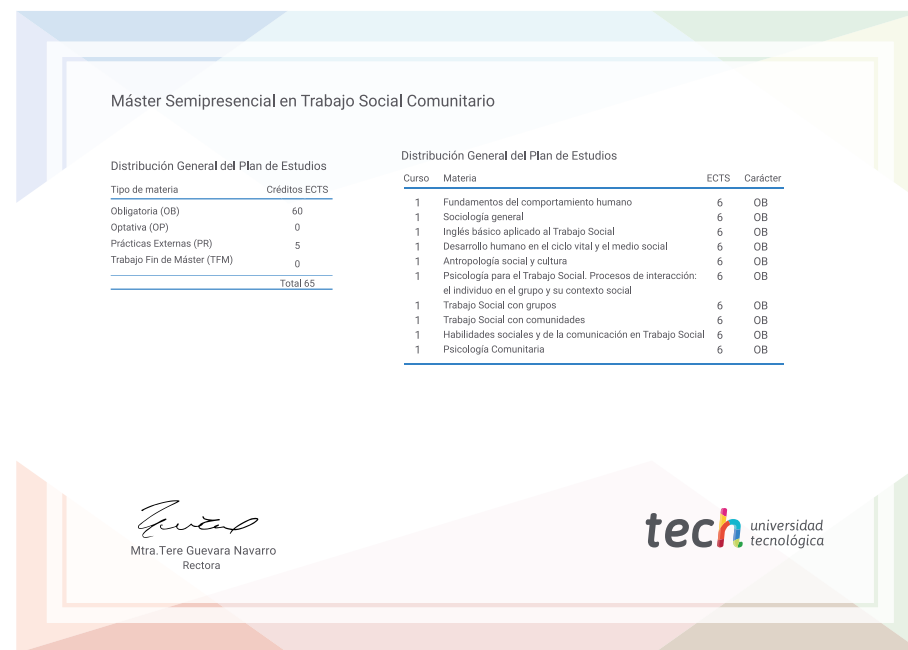 Máster Semipresencial en Trabajo Social Comunitario
Distribución General del Plan de Estudios
Tipo de materia Créditos ECTS
Obligatoria (OB) 60
Optativa (OP) 0
Prácticas Externas (PR) 5
Trabajo Fin de Máster (TFM) 0
Total 65
Distribución General del Plan de Estudios
Curso Materia ECTS Carácter
1 Fundamentos del comportamiento humano 6 OB
1 Sociología general 6 OB
1 Inglés básico aplicado al Trabajo Social 6 OB
1 Desarrollo humano en el ciclo vital y el medio social 6 OB
1 Antropología social y cultura 6 OB
1 Psicología para el Trabajo Social. Procesos de interacción: 6 OB
el individuo en el grupo y su contexto social
1 Trabajo Social con grupos 6 OB
1 Trabajo Social con comunidades 6 OB
1 Habilidades sociales y de la comunicación en Trabajo Social 6 OB
1 Psicología Comunitaria 6 OB
Mtra.Tere Guevara Navarro
Rectora
tech universidad
tecnológica